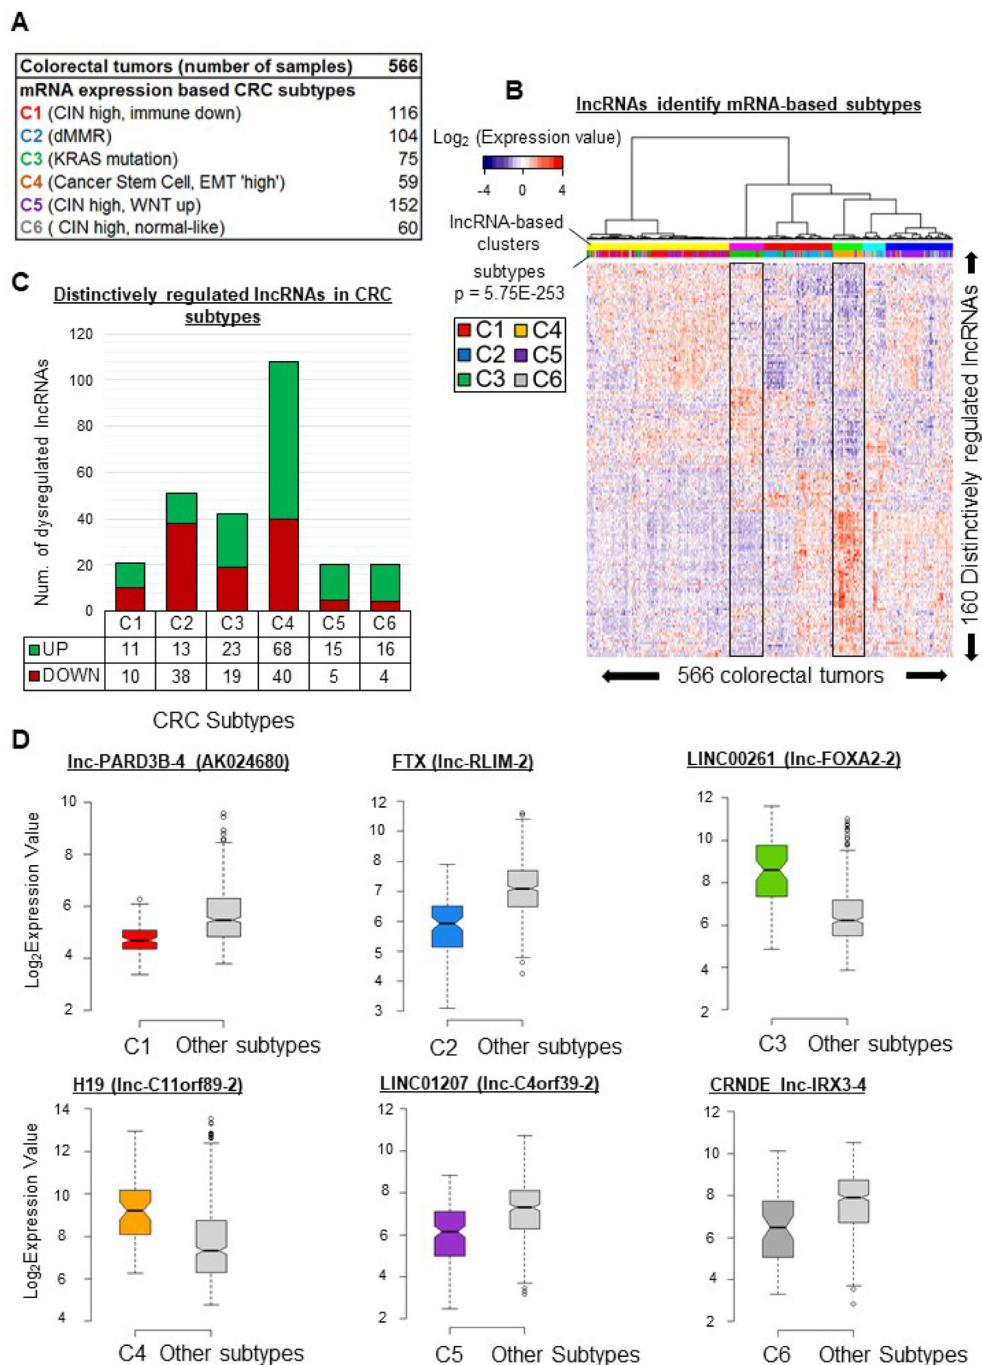 A
Colorectal tumors (number of samples) 566
mRNA expression based CRC subtypes
C1 (CIN high, immune down) 116
C2 (dMMR) 104
C3 (KRAS mutation) 75
C4 (Cancer Stem Cell, EMT 'high') 59
C5 (CIN high, WNT up) 152
C6 ( CIN high, normal-like) 60
B
lncRNAs identify mRNA-based subtypes
Log2 (Expression value)
-4 0 4
lncRNA-based
clusters
subtypes
p = 5.75E-253
C1 C4
C2 C5
C3 C6
160 Distinctively regulated lncRNAs
566 colorectal tumors
C
Distinctively regulated lncRNAs in CRC
subtypes
Num. of dysregulated lncRNAs
120
100
80
60
40
20
0
C1 C2 C3 C4 C5 C6
UP 11 13 23 68 15 16
DOWN 10 38 19 40 5 4
CRC Subtypes
D
lnc-PARD3B-4 (AK024680)
Log2Expression Value
10
8
6
4
2
C1 Other subtypes
FTX (lnc-RLIM-2)
12
10
7
6
5
4
3
C2 Other subtypes
LINC00261 (lnc-FOXA2-2)
12
10
8
6
4
2
C3 Other subtypes
H19 (lnc-C11orf89-2)
Log2Expression Value
14
12
10
8
6
4
C4 Other Subtypes
LINC01207 (lnc-C4orf39-2)
12
10
8
6
4
2
C5 Other Subtypes
CRNDE lnc-IRX3-4
12
10
8
6
4
2
C6 Other Subtypes